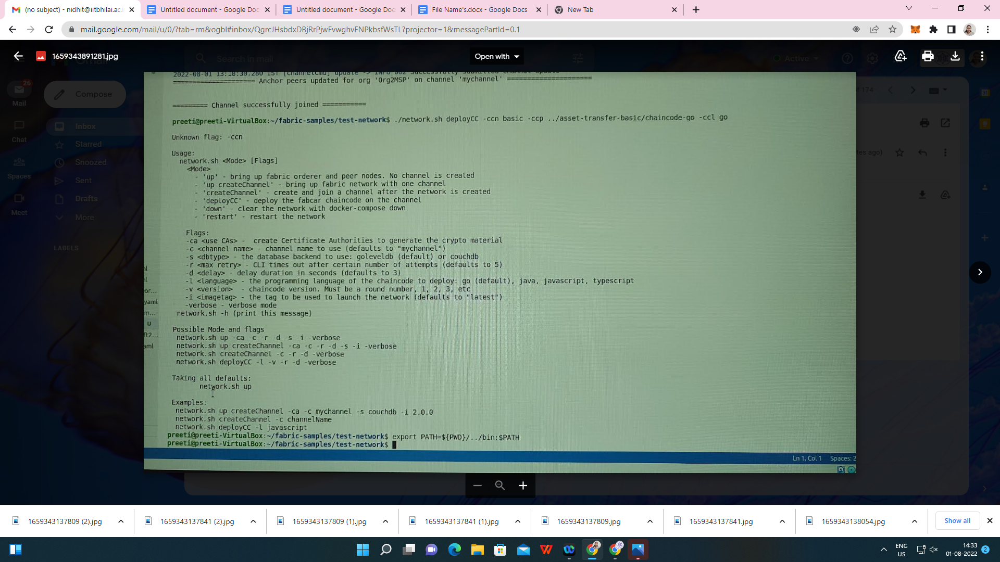 (no subject) - nidhit@iitbhilai.ac.i
Untitled document - Google Doc
Untitled document - Google Doc
File Name's.docx - Google Docs
New Tab
mail.google.com/mail/u/0/?tab=rm&ogbl#inbox/QgrcJHsbdxDBjRrPjwFvwghvFNPkbsfWsTL?projector=1&messagePartId=0.1
1659343891281.jpg
Open with
Search in mail
Active
26
Mail
Compose
Chat
Spaces
Meet
Inbox
Starred
Snoozed
Sent
Drafts
More
LABELS
174
tes ago)
2022-08-01 13:18:30.280 IST [channelCmd] update -> INFO 002 Successfully submitted channel update
==================== Anchor peers updated for org 'Org2MSP' on channel 'mychannel' =====================
========= Channel successfully joined ===========
preeti@preeti-VirtualBox:~/fabric-samples/test-network$ ./network.sh deployCC -ccn basic -ccp ../asset-transfer-basic/chaincode-go -ccl go
Unknown flag: -ccn
Usage:
network.sh <Mode> [Flags]
<Mode>
- 'up' - bring up fabric orderer and peer nodes. No channel is created
- 'up createChannel' - bring up fabric network with one channel
- 'createChannel' - create and join a channel after the network is created
- 'deployCC' - deploy the fabcar chaincode on the channel
- 'down' - clear the network with docker-compose down
- 'restart' - restart the network
Flags:
-ca <use CAs> -  create Certificate Authorities to generate the crypto material
-c <channel name> - channel name to use (defaults to "mychannel")
-s <dbtype> - the database backend to use: goleveldb (default) or couchdb
-r <max retry> - CLI times out after certain number of attempts (defaults to 5)
-d <delay> - delay duration in seconds (defaults to 3)
-l <language> - the programming language of the chaincode to deploy: go (default), java, javascript, typescript
-v <version>  - chaincode version. Must be a round number, 1, 2, 3, etc
-i <imagetag> - the tag to be used to launch the network (defaults to "latest")
-verbose - verbose mode
network.sh -h (print this message)
Possible Mode and flags
network.sh up -ca -c -r -d -s -i -verbose
network.sh up createChannel -ca -c -r -d -s -i -verbose
network.sh createChannel -c -r -d -verbose
network.sh deployCC -l -v -r -d -verbose
Taking all defaults:
network.sh up
Examples:
network.sh up createChannel -ca -c mychannel -s couchdb -i 2.0.0
network.sh createChannel -c channelName
network.sh deployCC -l javascript
preeti@preeti-VirtualBox:~/fabric-samples/test-network$ export PATH=${PWD}/../bin:$PATH
preeti@preeti-VirtualBox:~/fabric-samples/test-network$
Ln 1, Col 1 Spaces: 2
1659343137809 (2).jpg
1659343137841 (2).jpg
1659343137809 (1).jpg
1659343137841 (1).jpg
1659343137809.jpg
1659343137841.jpg
1659343138054.jpg
Show all
ENG
US
14:33
01-08-2022
2